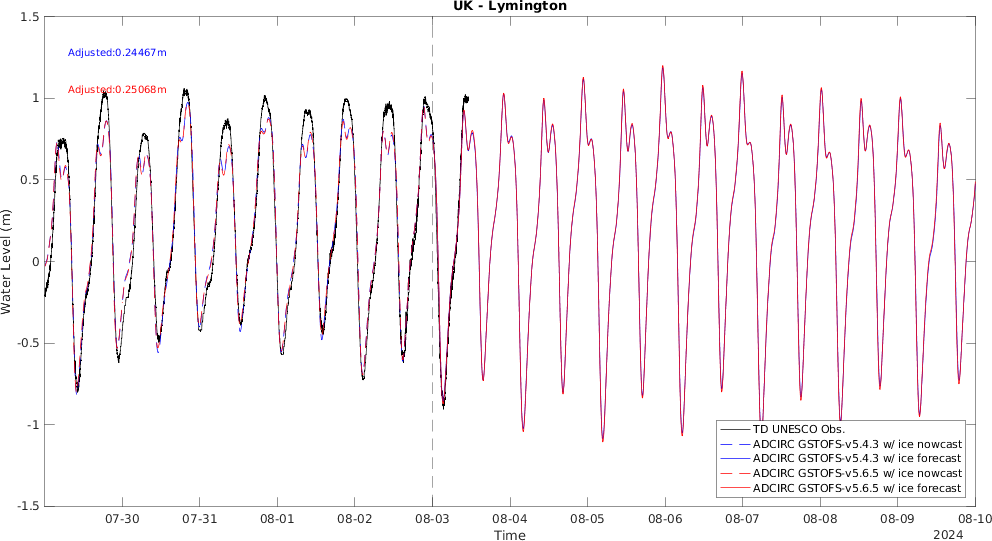 UK - Lymington
Adjusted:0.24467m
Adjusted:0.25068m
Water Level (m)
1.5
1
0.5
0
-0.5
-1
-1.5
TD UNESCO Obs.
ADCIRC GSTOFS-v5.4.3 w/ ice nowcast
ADCIRC GSTOFS-v5.4.3 w/ ice forecast
ADCIRC GSTOFS-v5.6.5 w/ ice nowcast
ADCIRC GSTOFS-v5.6.5 w/ ice forecast
07-30 07-31 08-01 08-02 08-03 08-04 08-05 08-06 08-07 08-08 08-09 08-10
Time
2024